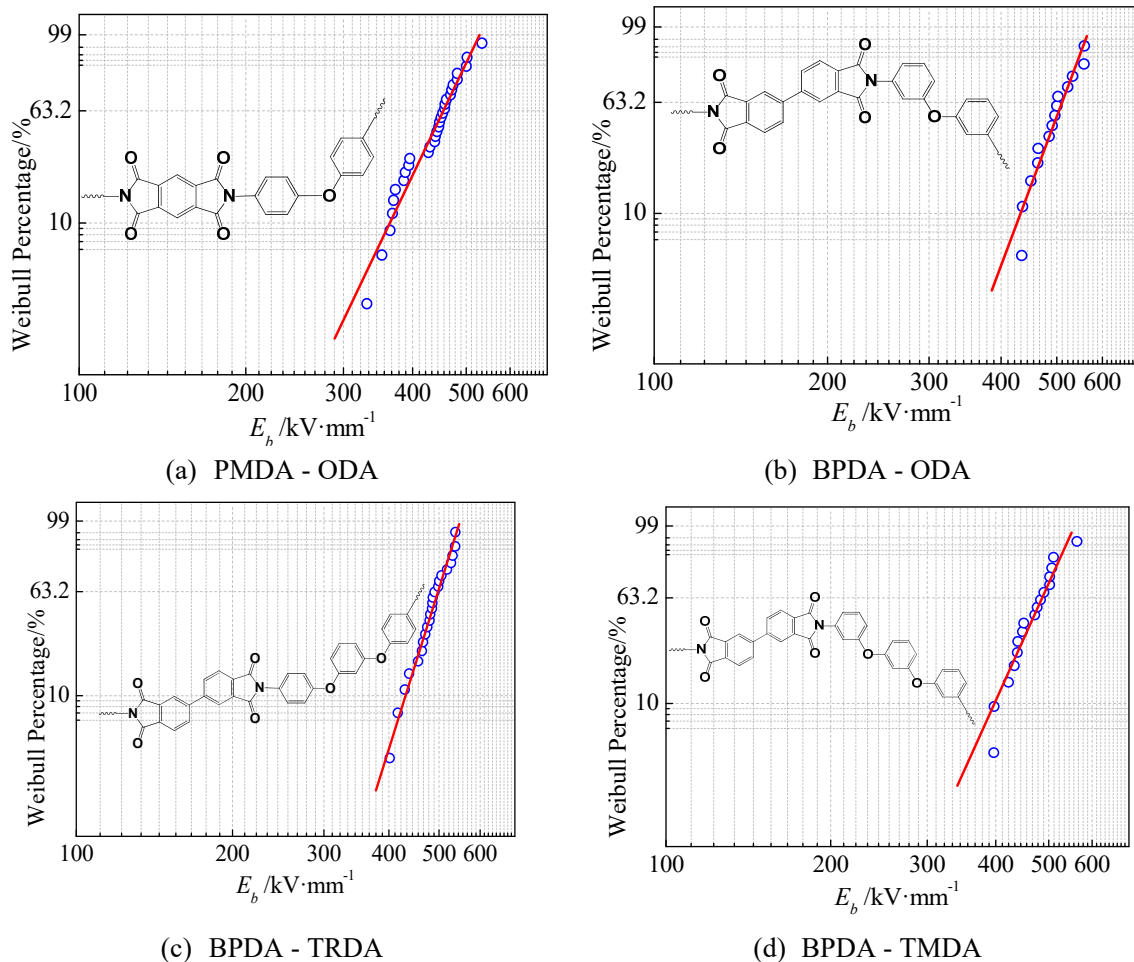 99
63.2
10
Weibull Percentage/%
O O
N N
O O
O
100 200 300 400 500 600
E_b /kV·mm⁻¹
(a) PMDA - ODA
99
63.2
10
Weibull Percentage/%
O O
O O
N N
O O
O
100 200 300 400 500 600
E_b /kV·mm⁻¹
(b) BPDA - ODA
99
63.2
10
Weibull Percentage/%
O
O O
O O
N N
O O
100 200 300 400 500 600
E_b /kV·mm⁻¹
(c) BPDA - TRDA
99
63.2
10
Weibull Percentage/%
O O
N N
O O
O O
100 200 300 400 500 600
E_b /kV·mm⁻¹
(d) BPDA - TMDA